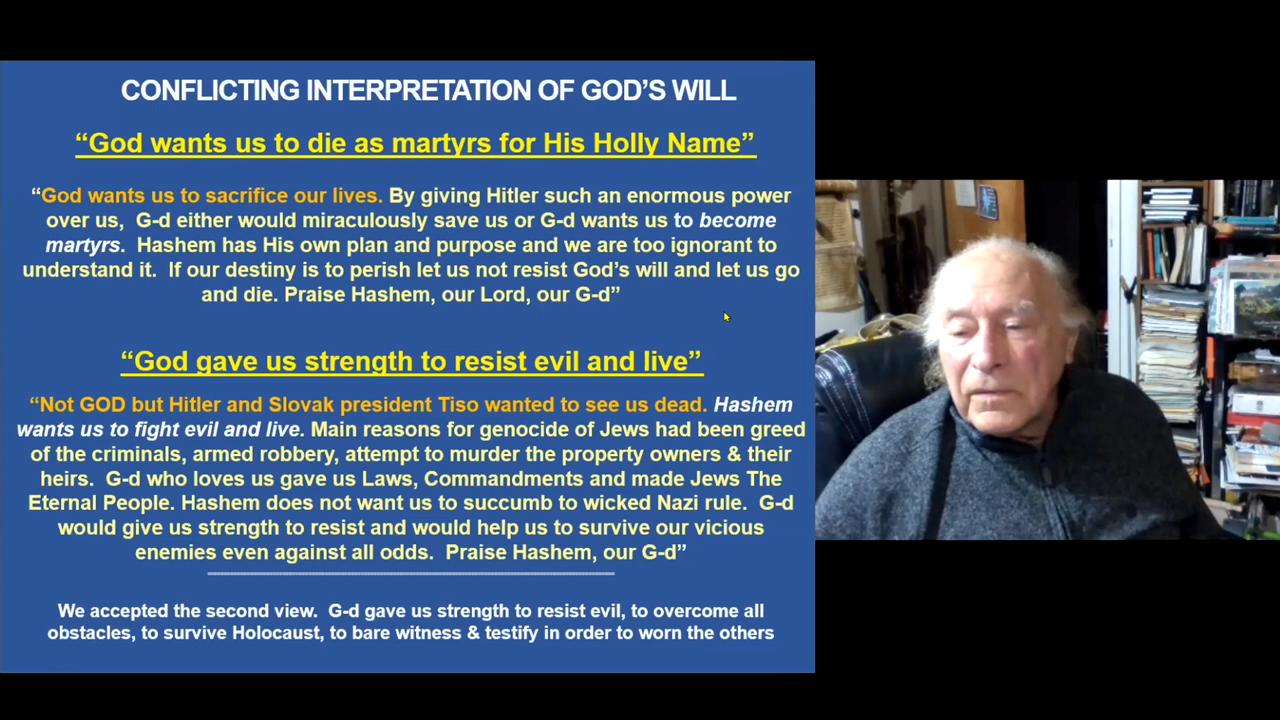 CONFLICTING INTERPRETATION OF GOD'S WILL
“God wants us to die as martyrs for His Holly Name”
“God wants us to sacrifice our lives. By giving Hitler such an enormous power
over us, G-d either would miraculously save us or G-d wants us to become
martyrs. Hashem has His own plan and purpose and we are too ignorant to
understand it. If our destiny is to perish let us not resist God's will and let us go
and die. Praise Hashem, our Lord, our G-d”
“God gave us strength to resist evil and live”
“Not GOD but Hitler and Slovak president Tiso wanted to see us dead. Hashem
wants us to fight evil and live. Main reasons for genocide of Jews had been greed
of the criminals, armed robbery, attempt to murder the property owners & their
heirs. G-d who loves us gave us Laws, Commandments and made Jews The
Eternal People. Hashem does not want us to succumb to wicked Nazi rule. G-d
would give us strength to resist and would help us to survive our vicious
enemies even against all odds. Praise Hashem, our G-d”
We accepted the second view. G-d gave us strength to resist evil, to overcome all
obstacles, to survive Holocaust, to bare witness & testify in order to worn the others